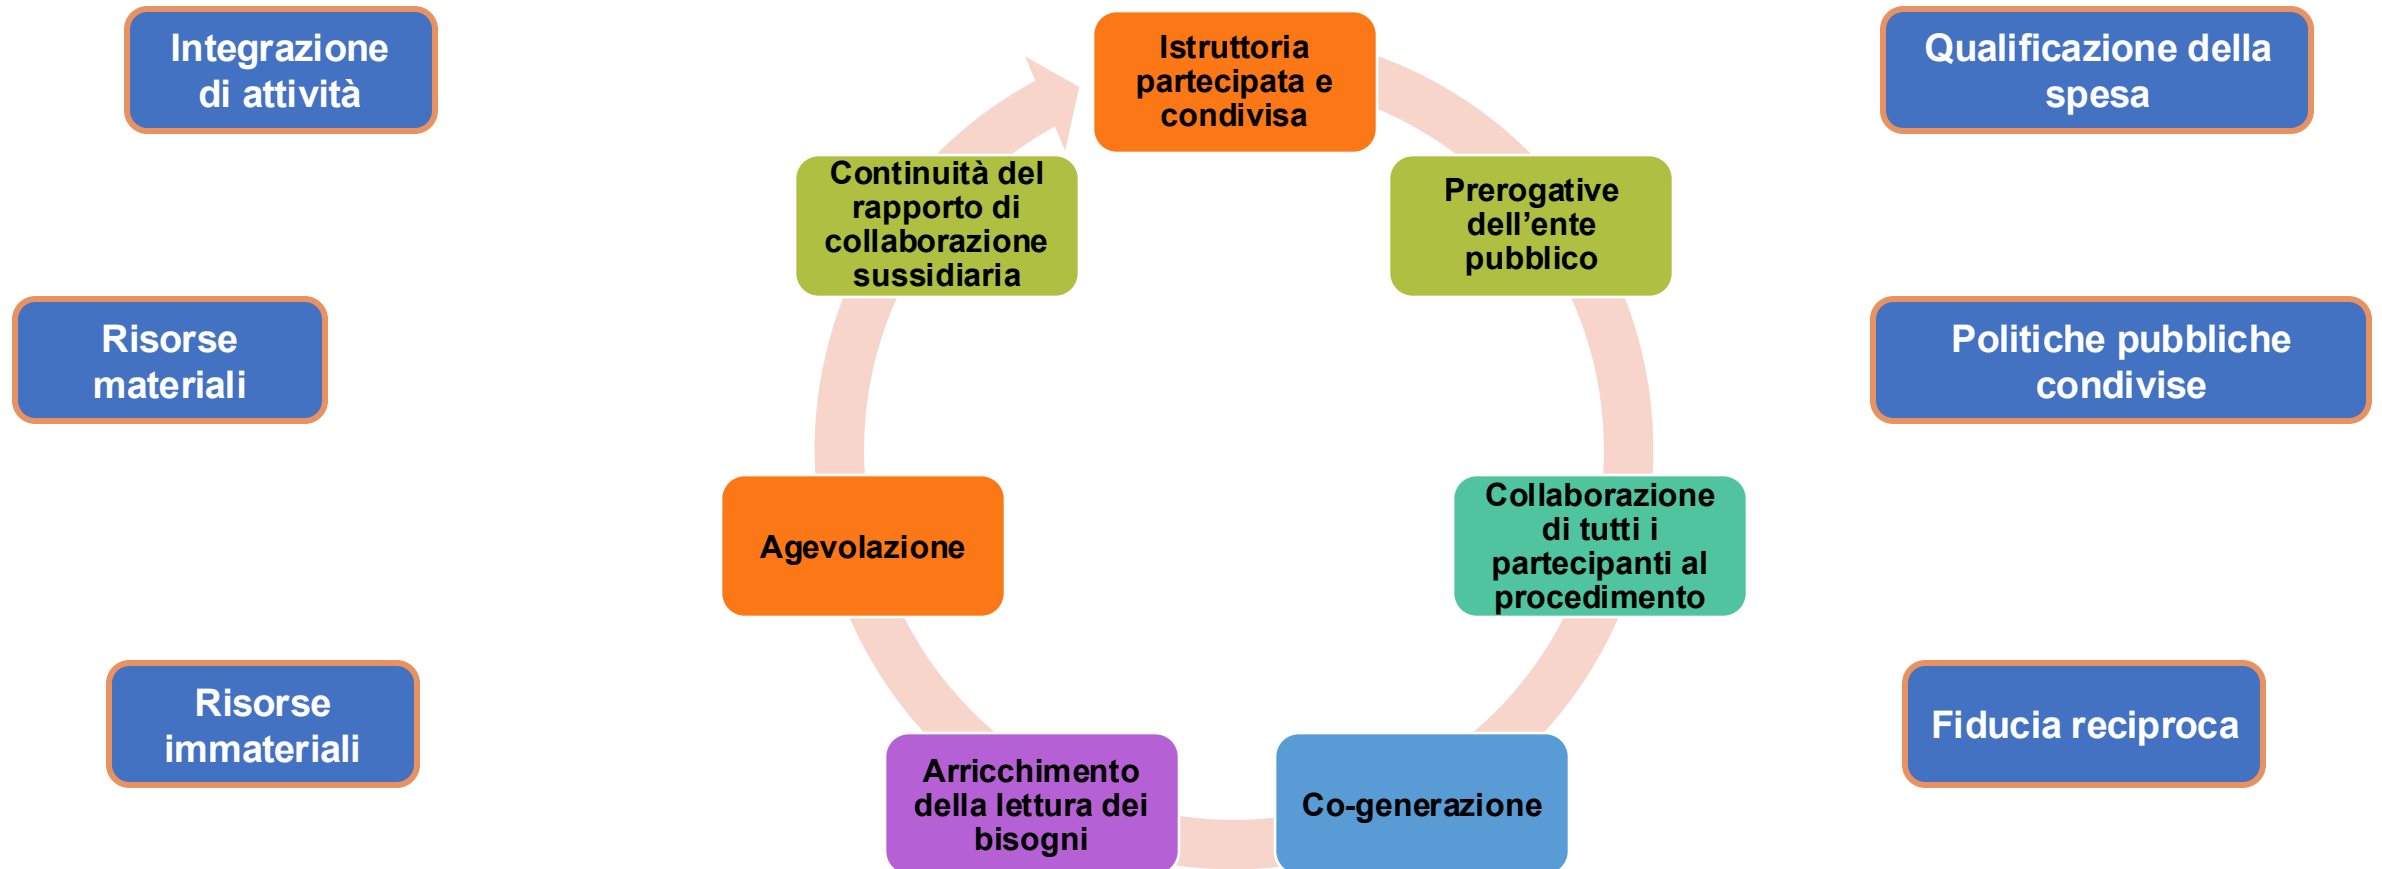 Integrazione
di attività
Istruttoria
partecipata e
condivisa
Qualificazione della
spesa
Continuità del
rapporto di
collaborazione
sussidiaria
Prerogative
dell’ente
pubblico
Risorse
materiali
Politiche pubbliche
condivise
Agevolazione
Collaborazione
di tutti i
partecipanti al
procedimento
Risorse
immateriali
Arricchimento
della lettura dei
bisogni
Co-generazione
Fiducia reciproca